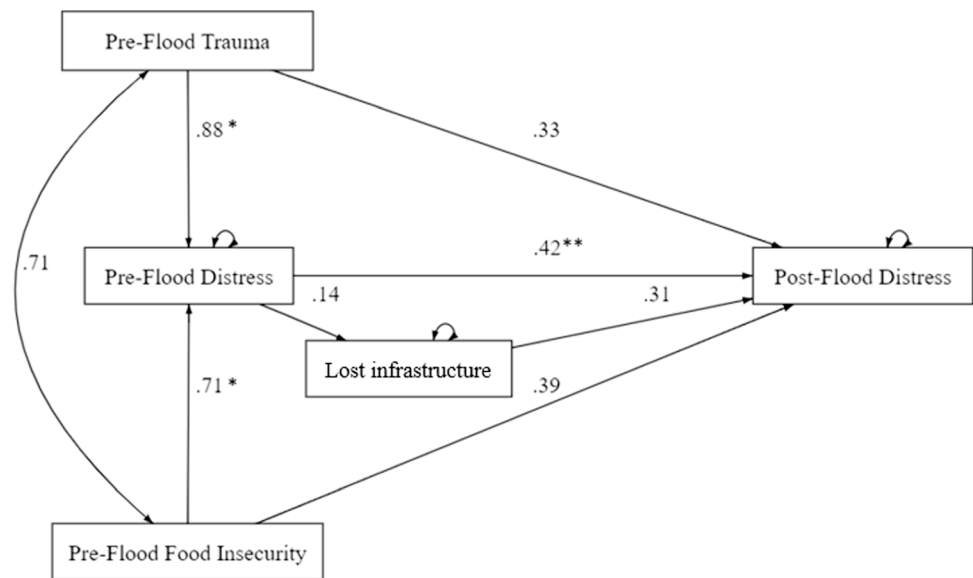 Pre-Flood Trauma
.88 *
.33
.71
Pre-Flood Distress
.42**
Post-Flood Distress
.14
.31
Lost infrastructure
.71 *
.39
Pre-Flood Food Insecurity